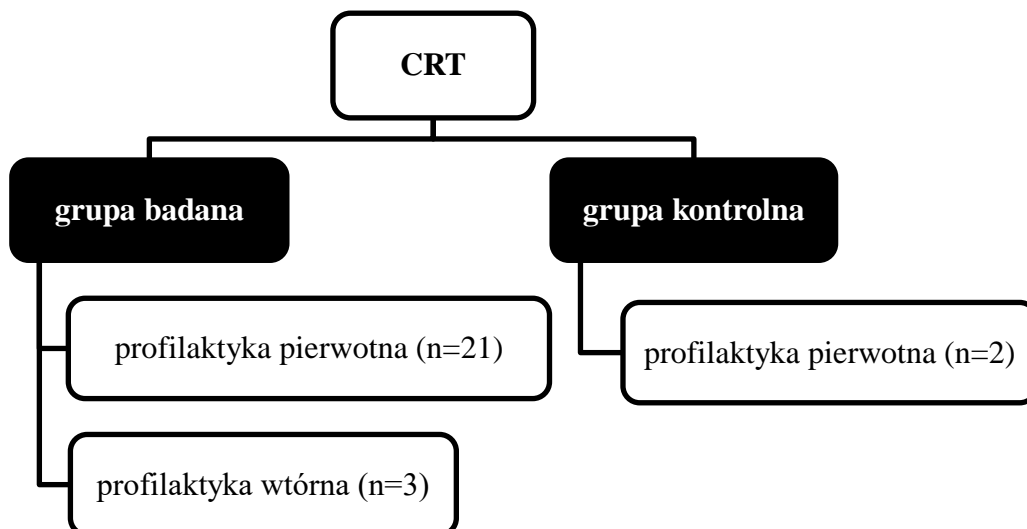 CRT
grupa badana
grupa kontrolna
profilaktyka pierwotna (n=21)
profilaktyka pierwotna (n=2)
profilaktyka wtórna (n=3)